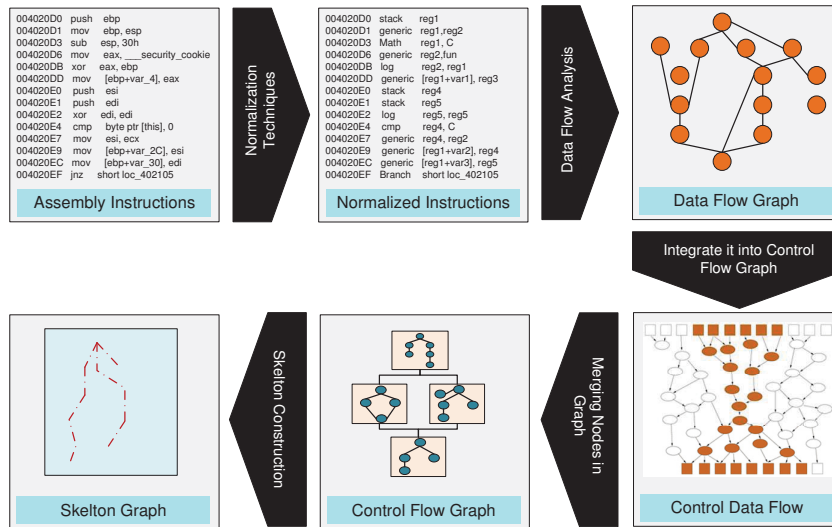 004020D0 push ebp
004020D1 mov ebp, esp
004020D3 sub esp, 30h
004020D6 mov eax, ___security_cookie
004020DB xor eax, ebp
004020DD mov [ebp+var_4], eax
004020E0 push esi
004020E1 push edi
004020E2 xor edi, edi
004020E4 cmp byte ptr [this], 0
004020E7 mov esi, ecx
004020E9 mov [ebp+var_2C], esi
004020EC mov [ebp+var_30], edi
004020EF jnz short loc_402105
Assembly Instructions
Normalization
Techniques
004020D0 stack reg1
004020D1 generic reg1,reg2
004020D3 Math reg1, C
004020D6 generic reg2,fun
004020DB log reg2, reg1
004020DD generic [reg1+var1], reg3
004020E0 stack reg4
004020E1 stack reg5
004020E2 log reg5, reg5
004020E4 cmp reg4, C
004020E7 generic reg4, reg2
004020E9 generic [reg1+var2], reg4
004020EC generic [reg1+var3], reg5
004020EF Branch short loc_402105
Normalized Instructions
Data Flow Analysis
Data Flow Graph
Integrate it into Control
Flow Graph
Control Data Flow
Merging Nodes in
Graph
Control Flow Graph
Skelton Construction
Skelton Graph